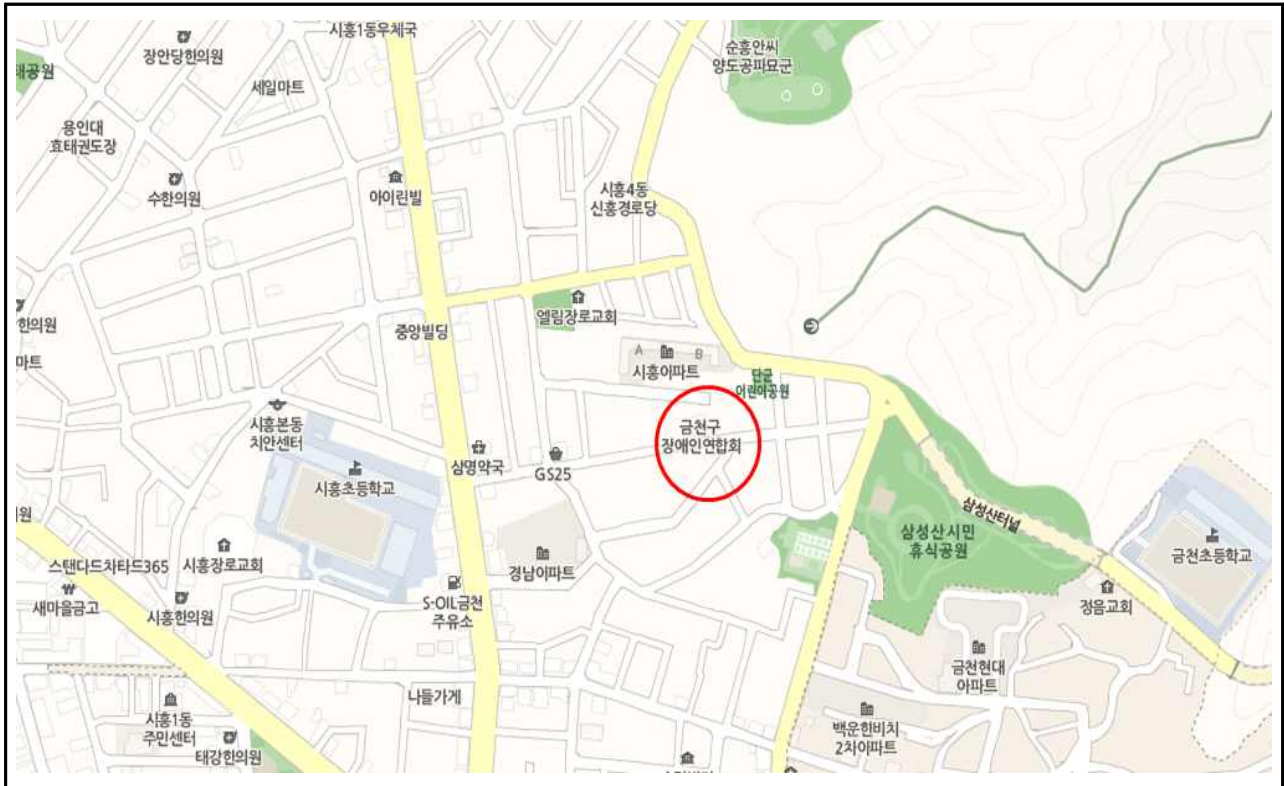 시흥1동우체국
장안당한의원
순흥안씨
양도공파묘군
태공원
세일마트
용인대
효태권도장
수한의원
아이린빌
시흥4동
신흥경로당
한의원
엘림장로교회
중앙빌딩
마트
A
B
시흥아파트
단군
어린이공원
시흥본동
치안센터
금천구
장애인연합회
삼명약국
GS25
시흥초등학교
원
삼성산터널
삼성산시민
휴식공원
금천초등학교
스탠다드차타드365
시흥장로교회
경남아파트
새마을금고
시흥한의원
S-OIL금천
주유소
정음교회
금천현대
아파트
나들가게
시흥1동
주민센터
태강한의원
백운한비치
2차아파트